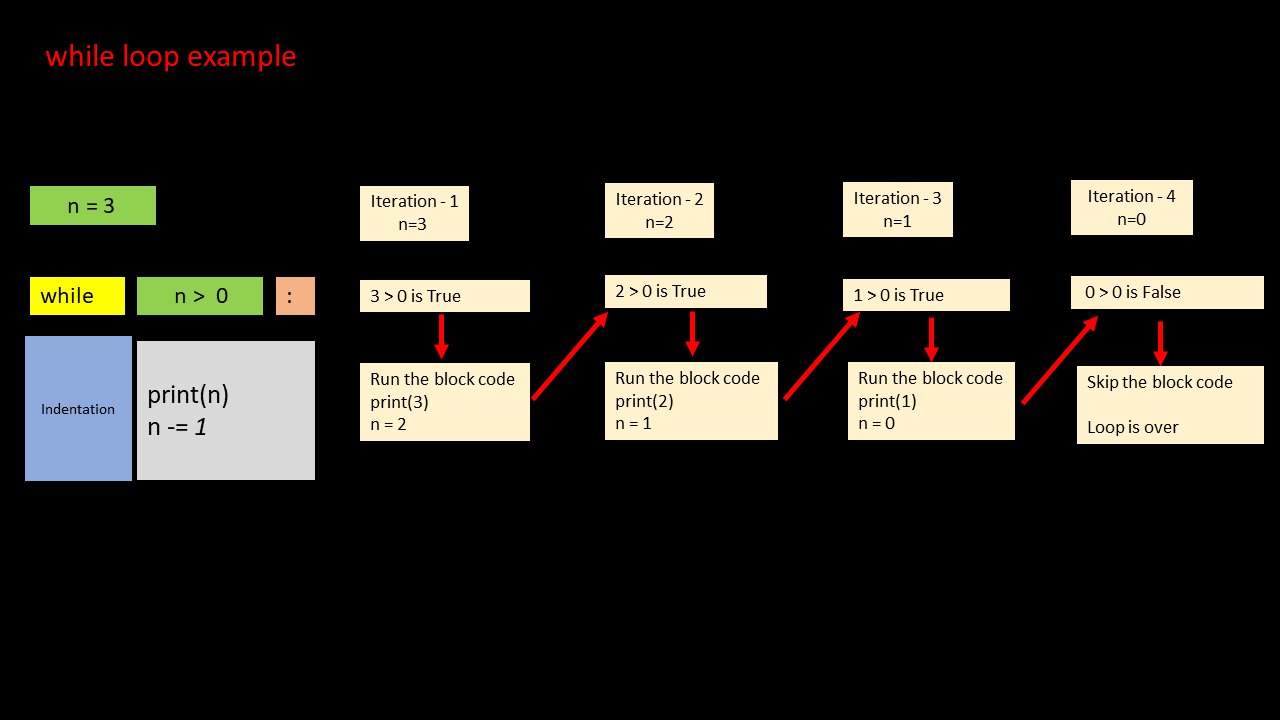 while loop example
n = 3
while n > 0 :
Indentation
print(n)
n -= 1
Iteration - 1
n=3
3 > 0 is True
Run the block code
print(3)
n = 2
Iteration - 2
n=2
2 > 0 is True
Run the block code
print(2)
n = 1
Iteration - 3
n=1
1 > 0 is True
Run the block code
print(1)
n = 0
Iteration - 4
n=0
0 > 0 is False
Skip the block code
Loop is over